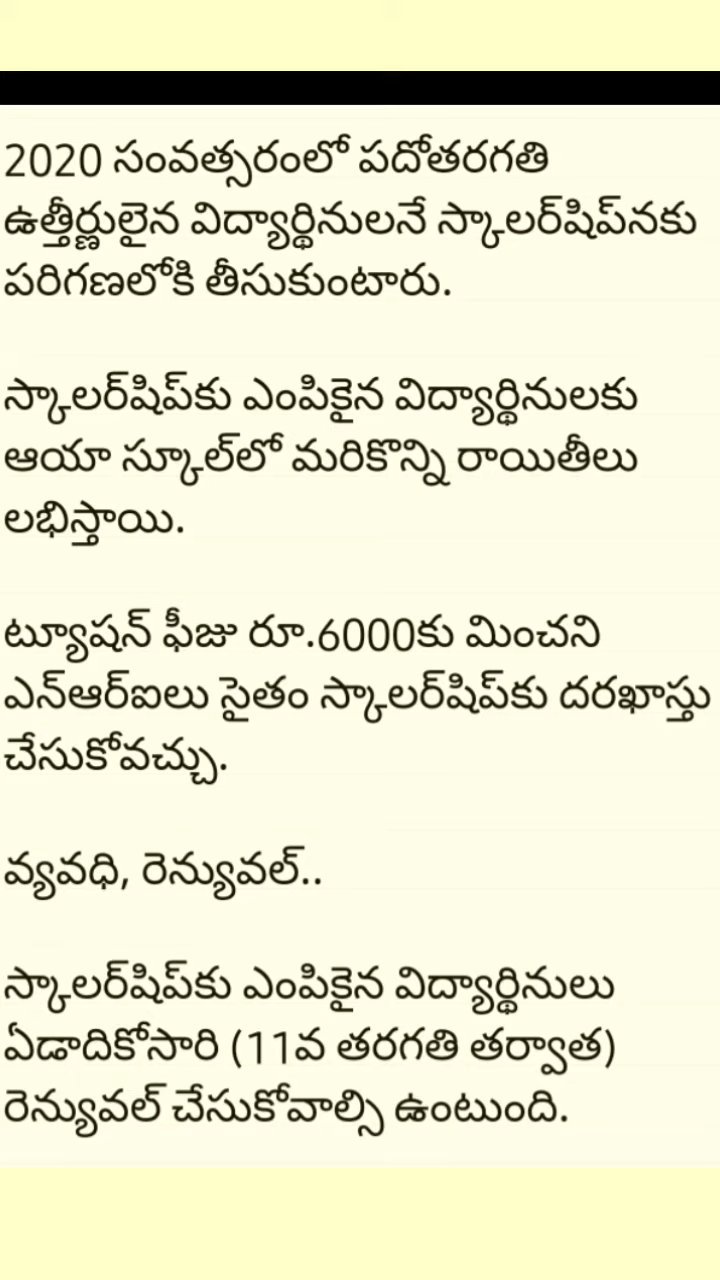 2020 సంవత్సరంలో పదోతరగతి
ఉత్తీర్ణులైన విద్యార్థినులనే స్కాలర్‌షిప్‌నకు
పరిగణలోకి తీసుకుంటారు.
స్కాలర్‌షిప్‌కు ఎంపికైన విద్యార్థినులకు
ఆయా స్కూల్‌లో మరికొన్ని రాయితీలు
లభిస్తాయి.
ట్యూషన్ ఫీజు రూ.6000కు మించని
ఎన్ఆర్ఐలు సైతం స్కాలర్‌షిప్‌కు దరఖాస్తు
చేసుకోవచ్చు.
వ్యవధి, రెన్యువల్..
స్కాలర్‌షిప్‌కు ఎంపికైన విద్యార్థినులు
ఏడాదికోసారి (11వ తరగతి తర్వాత)
రెన్యువల్ చేసుకోవాల్సి ఉంటుంది.